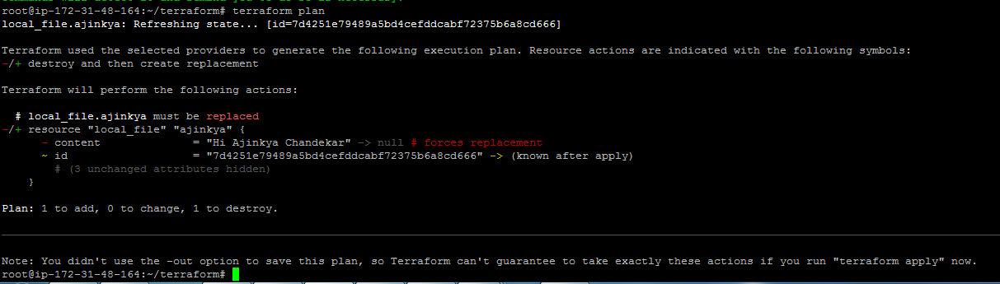 root@ip-172-31-48-164:~/terraform# terraform plan
local_file.ajinkya: Refreshing state... [id=7d4251e79489a5bd4cefddcabf72375b6a8cd666]
Terraform used the selected providers to generate the following execution plan. Resource actions are indicated with the following symbols:
-/+ destroy and then create replacement
Terraform will perform the following actions:
# local_file.ajinkya must be replaced
-/+ resource "local_file" "ajinkya" {
- content = "Hi Ajinkya Chandekar" -> null # forces replacement
~ id = "7d4251e79489a5bd4cefddcabf72375b6a8cd666" -> (known after apply)
# (3 unchanged attributes hidden)
}
Plan: 1 to add, 0 to change, 1 to destroy.
Note: You didn't use the -out option to save this plan, so Terraform can't guarantee to take exactly these actions if you run "terraform apply" now.
root@ip-172-31-48-164:~/terraform#